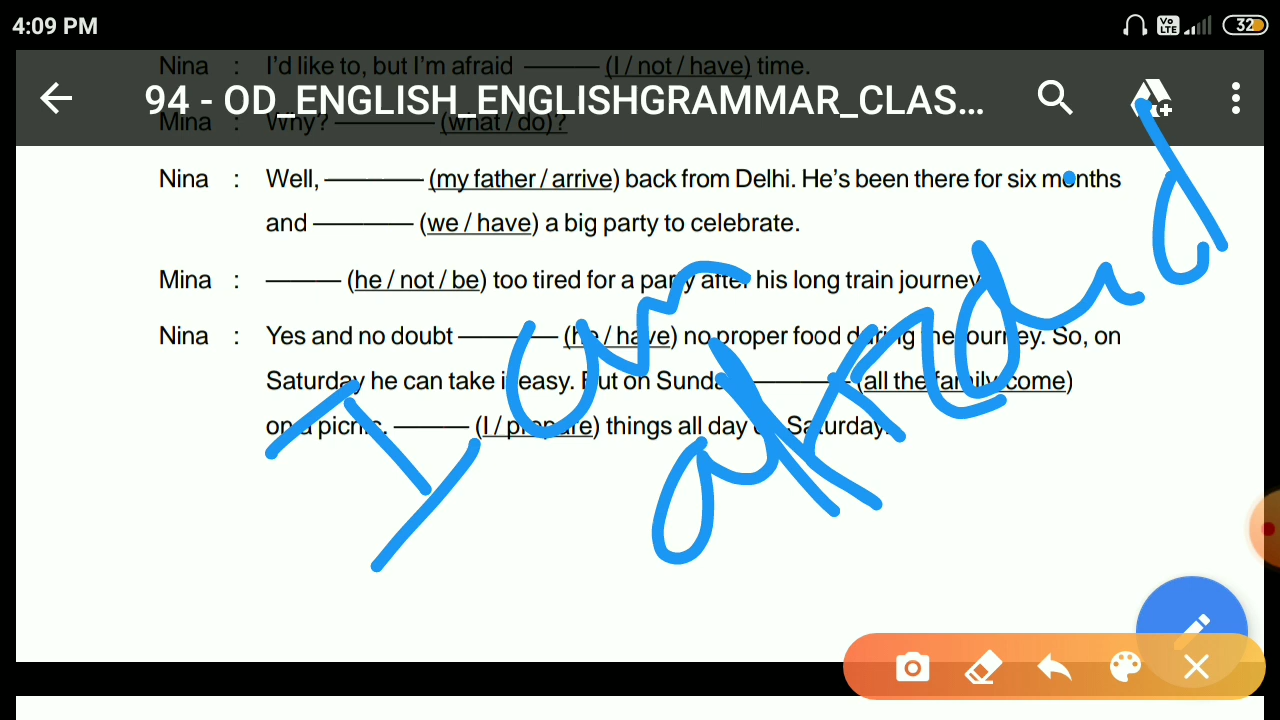 4:09 PM Vo LTE 32
Nina : I'd like to, but I'm afraid ——— (I / not / have) time.
94 - OD_ENGLISH_ENGLISHGRAMMAR_CLAS...
Mina : Why? ———— (what / do)?
Nina : Well, ———— (my father / arrive) back from Delhi. He's been there for six months
and ———— (we / have) a big party to celebrate.
Mina : ——— (he / not / be) too tired for a party after his long train journey
Nina : Yes and no doubt ———— (he / have) no proper food during the journey. So, on
Saturday he can take it easy. But on Sunday ———— (all the family come)
on a picnic. ——— (I / prepare) things all day on Saturday.
I am
afraid